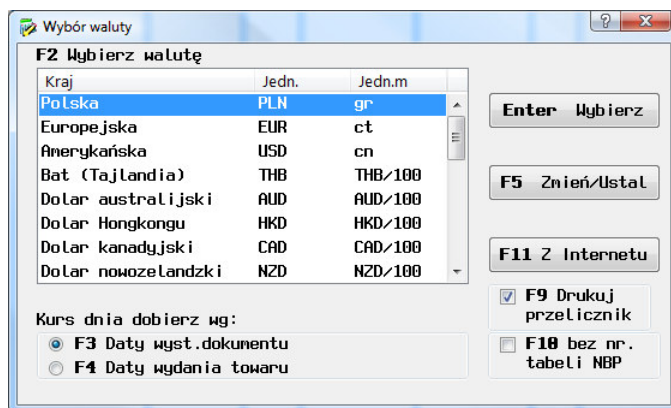 Wybór waluty
F2 Wybierz walutę
Kraj Jedn. Jedn.m
Polska PLN gr
Europejska EUR ct
Amerykańska USD cn
Bat (Tajlandia) THB THB/100
Dolar australijski AUD AUD/100
Dolar Hongkongu HKD HKD/100
Dolar kanadyjski CAD CAD/100
Dolar nowozelandzki NZD NZD/100
Enter Wybierz
F5 Zmień/Ustal
F11 Z Internetu
F9 Drukuj
przelicznik
F10 bez nr.
tabeli NBP
Kurs dnia dobierz wg:
F3 Daty wyst.dokumentu
F4 Daty wydania towaru